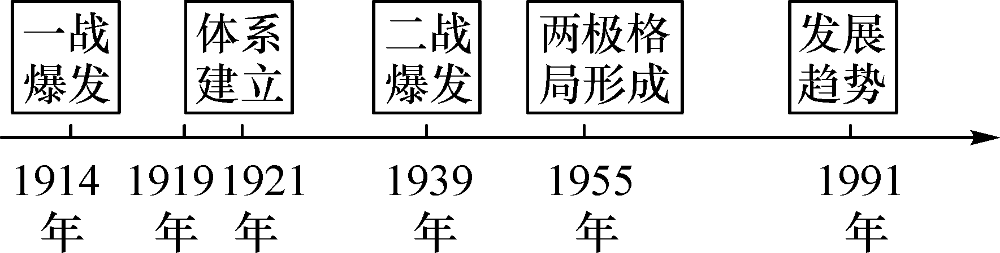 一战
爆发
体系
建立
二战
爆发
两极格
局形成
发展
趋势
1914
年
1919
年
1921
年
1939
年
1955
年
1991
年